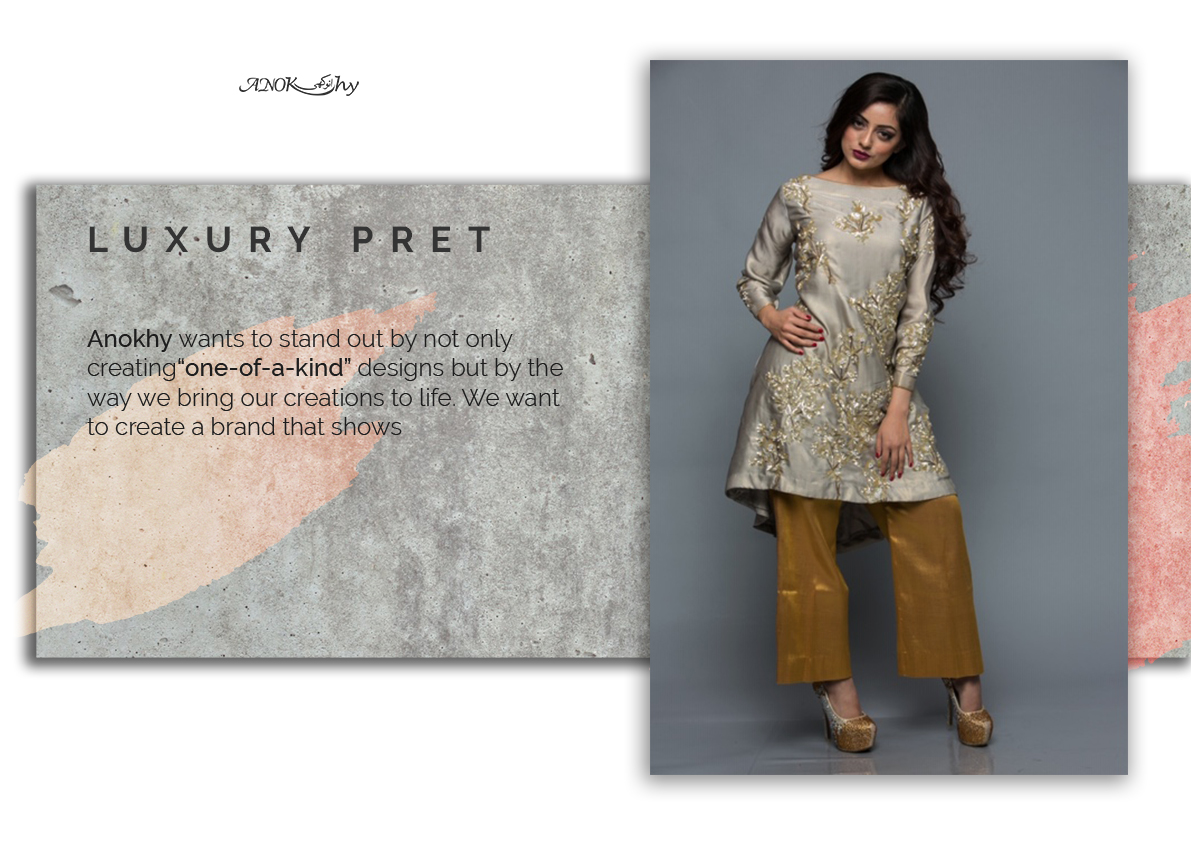 ANOKانوکھیhy
LUXURY PRET
Anokhy wants to stand out by not only
creating“one-of-a-kind” designs but by the
way we bring our creations to life. We want
to create a brand that shows